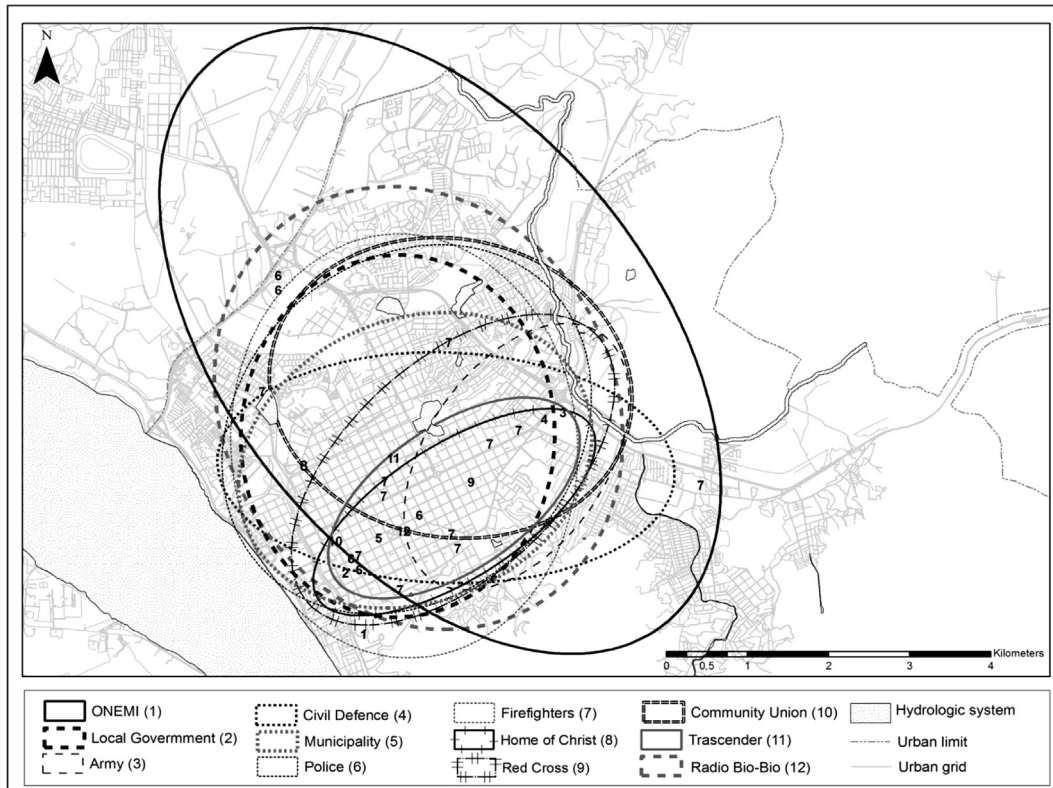 N
6
6
7
7
3
4
7
7
8
11
7
7
9
7
6
10
12
5
7
7
6
7
2
6
7
1
Kilometers
0 0,5 1 2 3 4
ONEMI (1)
Civil Defence (4)
Firefighters (7)
Community Union (10)
Hydrologic system
Local Government (2)
Municipality (5)
Home of Christ (8)
Trascender (11)
Urban limit
Army (3)
Police (6)
Red Cross (9)
Radio Bio-Bio (12)
Urban grid